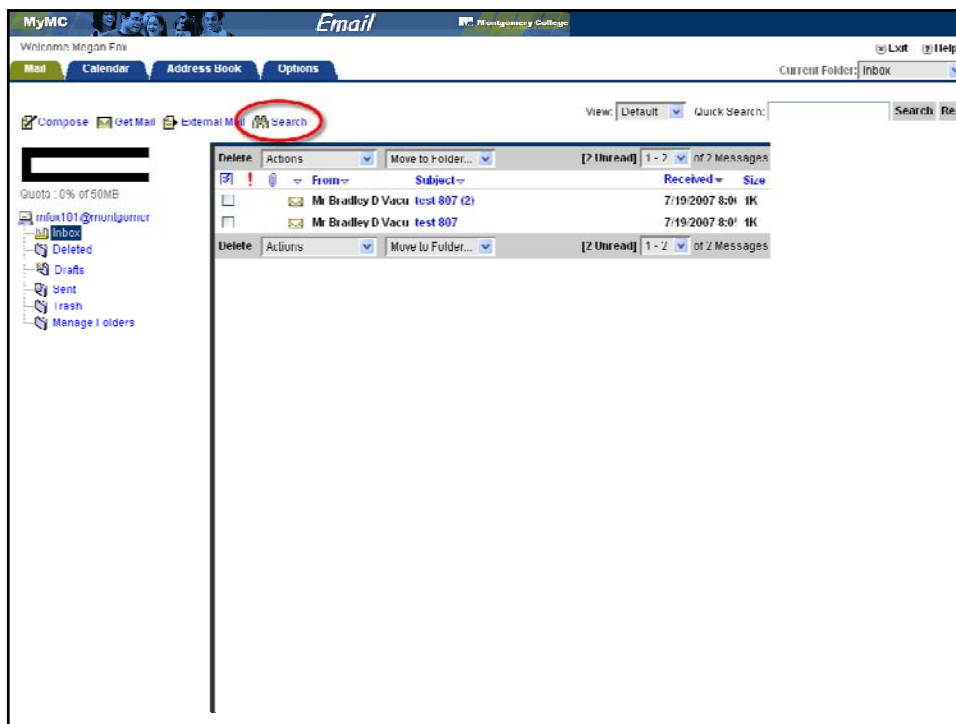 MyMC Email Montgomery College
Welcome Megan Fox
Exit Help
Mail Calendar Address Book Options Current Folder: Inbox
Compose Get Mail External Mail Search View: Default Quick Search: Search
Delete Actions Move to Folder... [2 Unread] 1 - 2 of 2 Messages
! From Subject Received Size
Quota : 0% of 50MB
Mr Bradley D Vacu test 807 (2) 7/19/2007 1K
Mr Bradley D Vacu test 807 7/19/2007 1K
Delete Actions Move to Folder... [2 Unread] 1 - 2 of 2 Messages
Inbox
Deleted
Drafts
Sent
Trash
Manage Folders